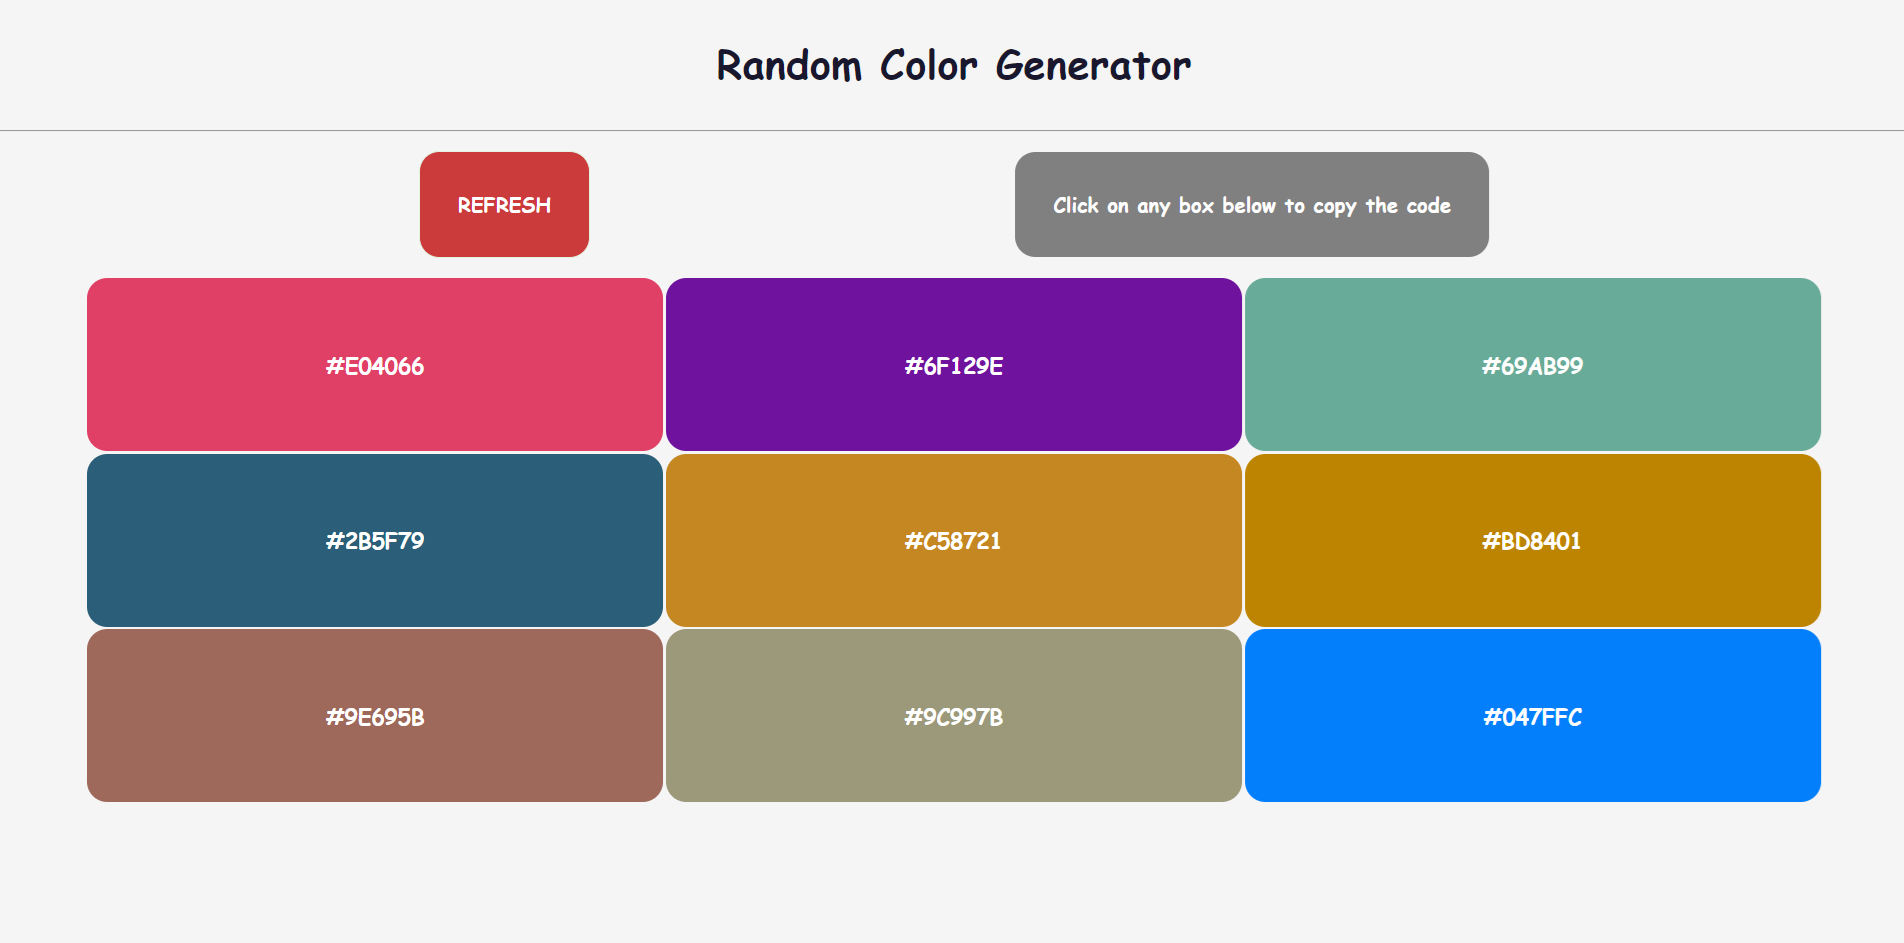 Random Color Generator
REFRESH
Click on any box below to copy the code
#E04066
#6F129E
#69AB99
#2B5F79
#C58721
#BD8401
#9E695B
#9C997B
#047FFC